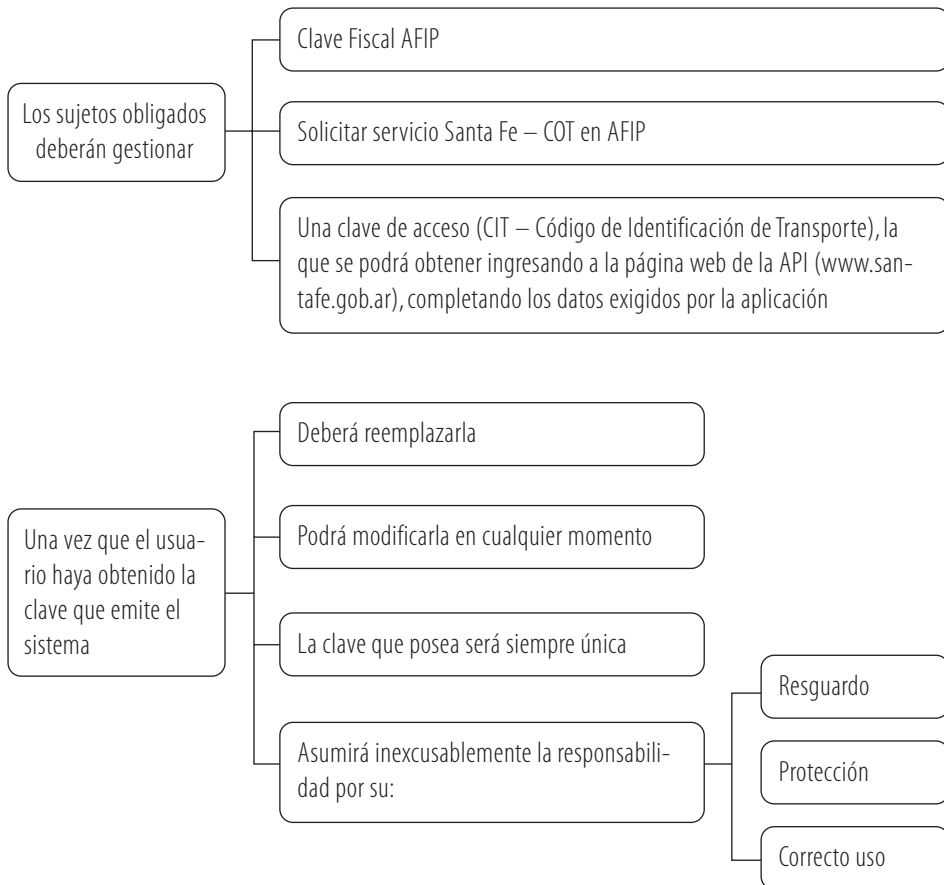 Los sujetos obligados
deberán gestionar
Clave Fiscal AFIP
Solicitar servicio Santa Fe – COT en AFIP
Una clave de acceso (CIT – Código de Identificación de Transporte), la
que se podrá obtener ingresando a la página web de la API (www.san-
tafe.gob.ar), completando los datos exigidos por la aplicación
Una vez que el usua-
rio haya obtenido la
clave que emite el
sistema
Deberá reemplazarla
Podrá modificarla en cualquier momento
La clave que posea será siempre única
Asumirá inexcusablemente la responsabili-
dad por su:
Resguardo
Protección
Correcto uso